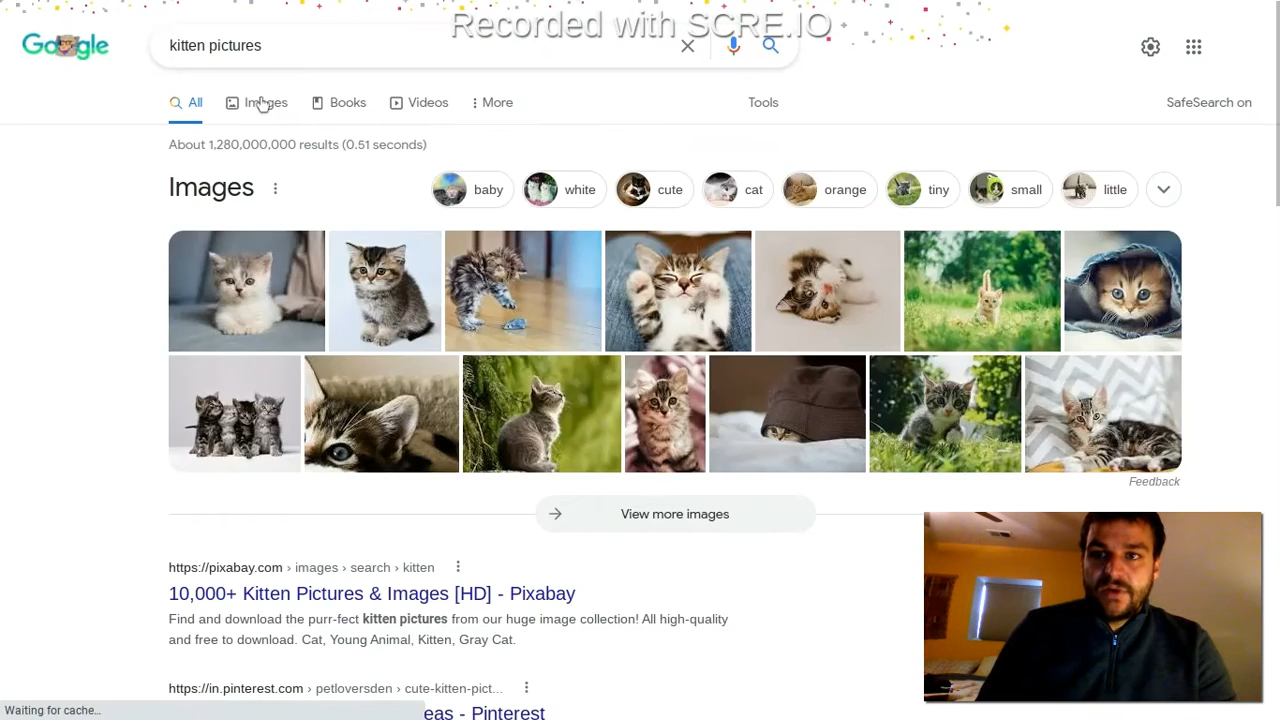 Recorded with SCRE.IO
Google
kitten pictures
All
Images
Books
Videos
More
Tools
SafeSearch on
About 1,280,000,000 results (0.51 seconds)
Images
baby
white
cute
cat
orange
tiny
small
little
Feedback
View more images
https://pixabay.com › images › search › kitten
10,000+ Kitten Pictures & Images [HD] - Pixabay
Find and download the purr-fect kitten pictures from our huge image collection! All high-quality
and free to download. Cat, Young Animal, Kitten, Gray Cat.
https://in.pinterest.com › petloversden › cute-kitten-pict...
eas - Pinterest
Waiting for cache...